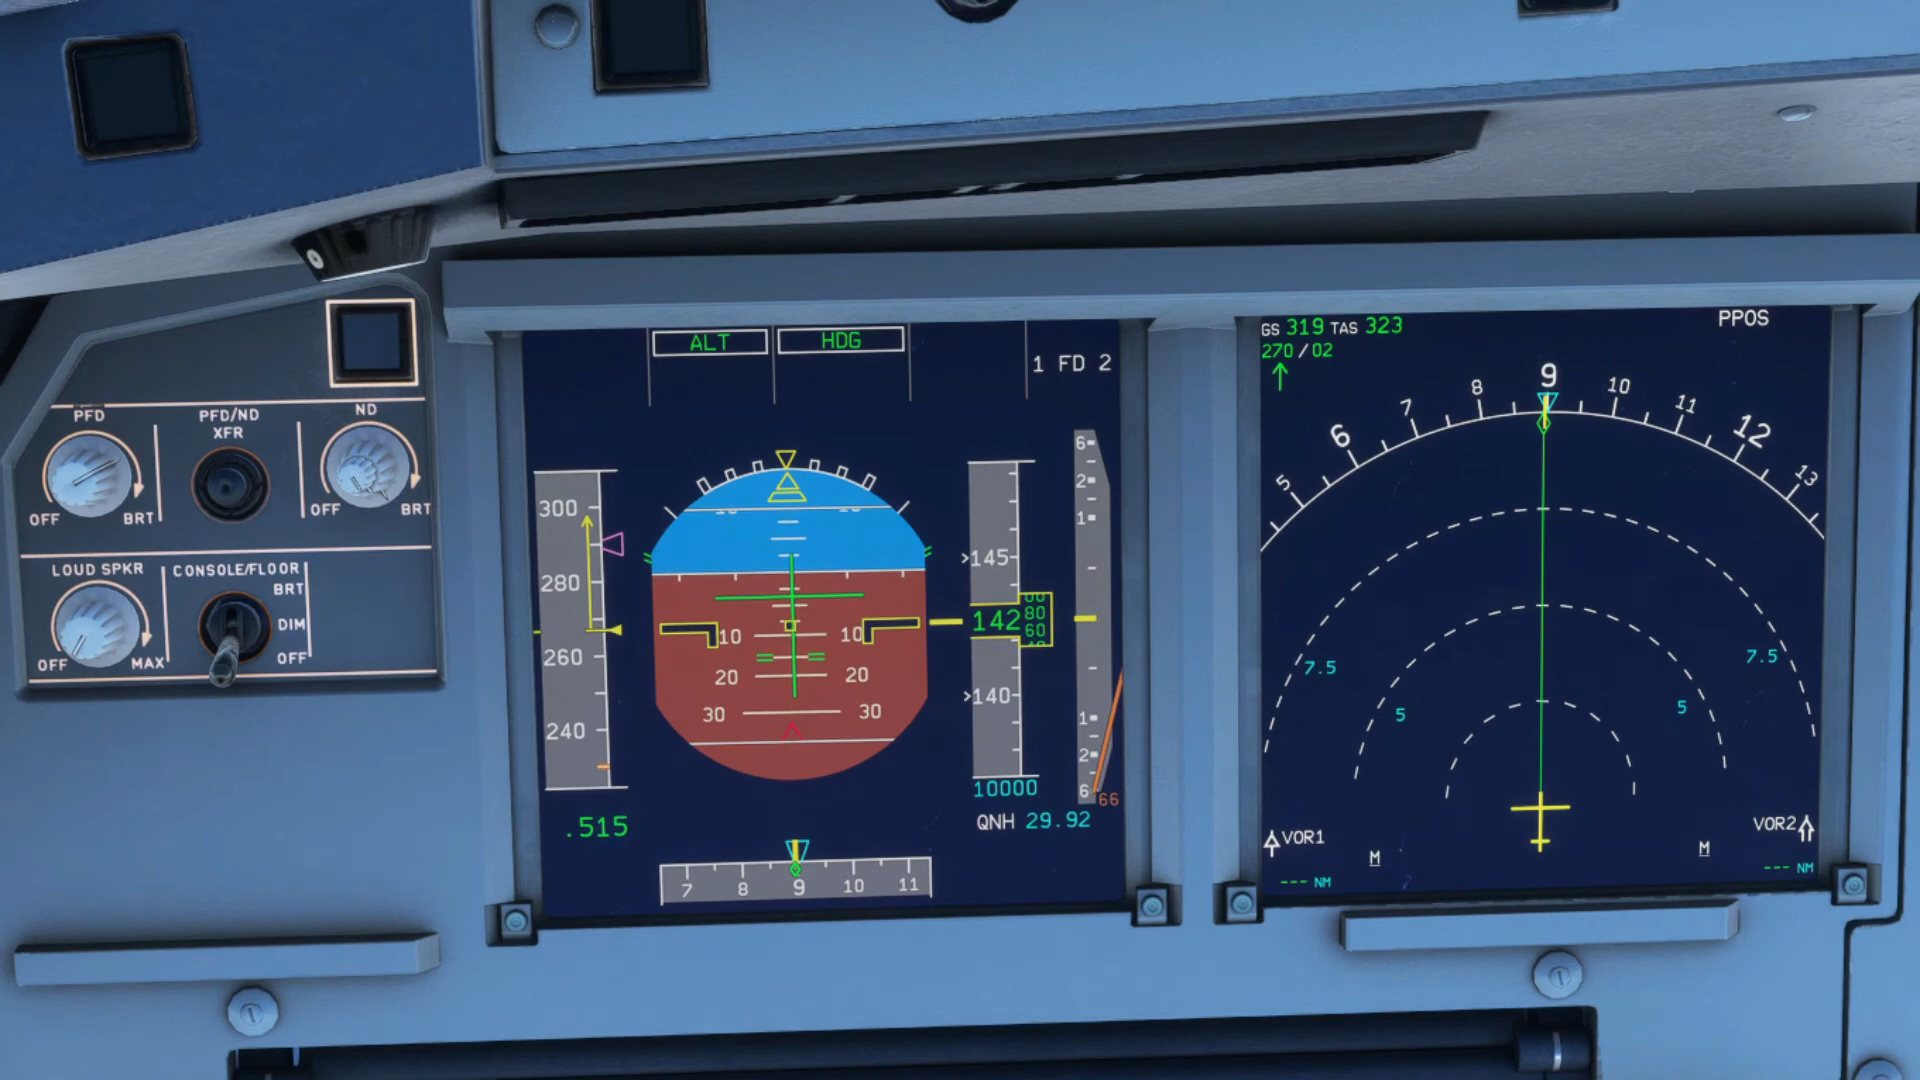 PFD
PFD/ND
XFR
ND
OFF
BRT
OFF
BRT
LOUD SPKR
CONSOLE/FLOOR
BRT
DIM
OFF
OFF
MAX
ALT
HDG
1 FD 2
300
280
260
240
.515
10
10
20
20
30
30
145
142
80
60
140
10000
QNH 29.92
6
2
1
1
2
6
66
7
8
9
10
11
GS 319 TAS 323
270/02
PPOS
5
6
7
8
9
10
11
12
13
7.5
7.5
5
5
VOR1
M
M
VOR2
--- NM
--- NM